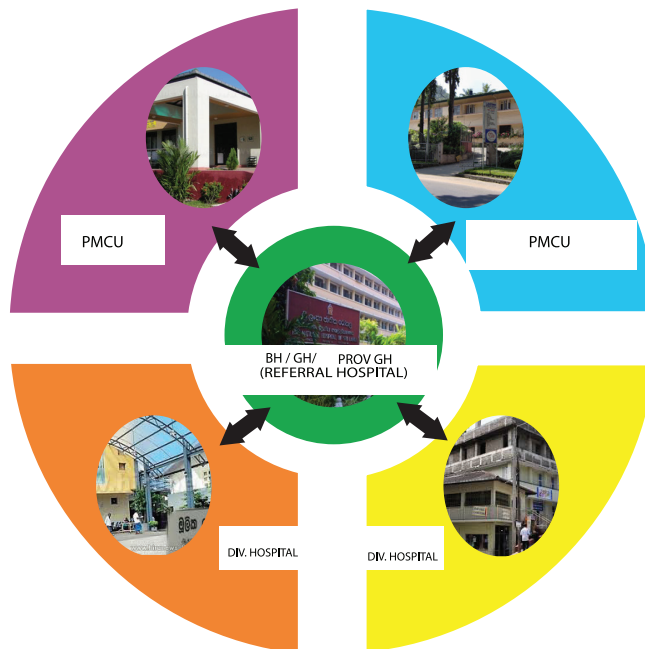 PMCU
PMCU
BH / GH/ PROV GH
(REFERRAL HOSPITAL)
DIV. HOSPITAL
DIV. HOSPITAL